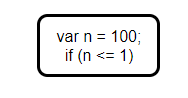 var n = 100;
if (n <= 1)